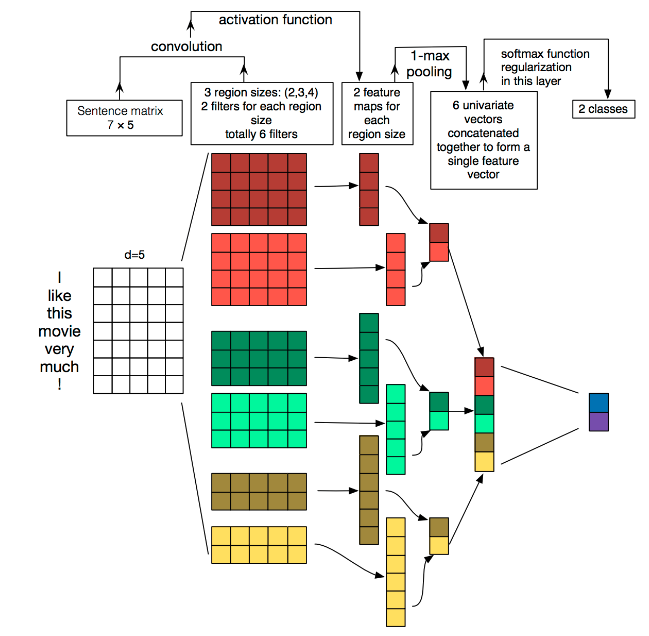 activation function
convolution
1-max
pooling
softmax function
regularization
in this layer
Sentence matrix
7 × 5
3 region sizes: (2,3,4)
2 filters for each region
size
totally 6 filters
2 feature
maps for
each
region size
6 univariate
vectors
concatenated
together to form a
single feature
vector
2 classes
d=5
I
like
this
movie
very
much
!